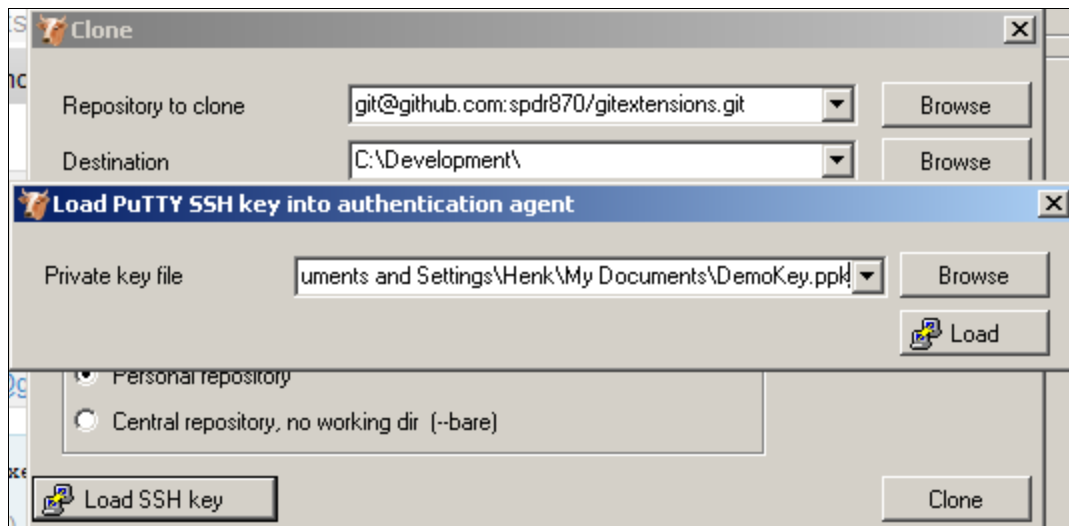 Clone
Repository to clone git@github.com:spdr870/gitextensions.git Browse
Destination C:\Development\ Browse
Load PuTTY SSH key into authentication agent
Private key file uments and Settings\Henk\My Documents\DemoKey.ppk Browse
Load
Personal repository
Central repository, no working dir (--bare)
Load SSH key Clone